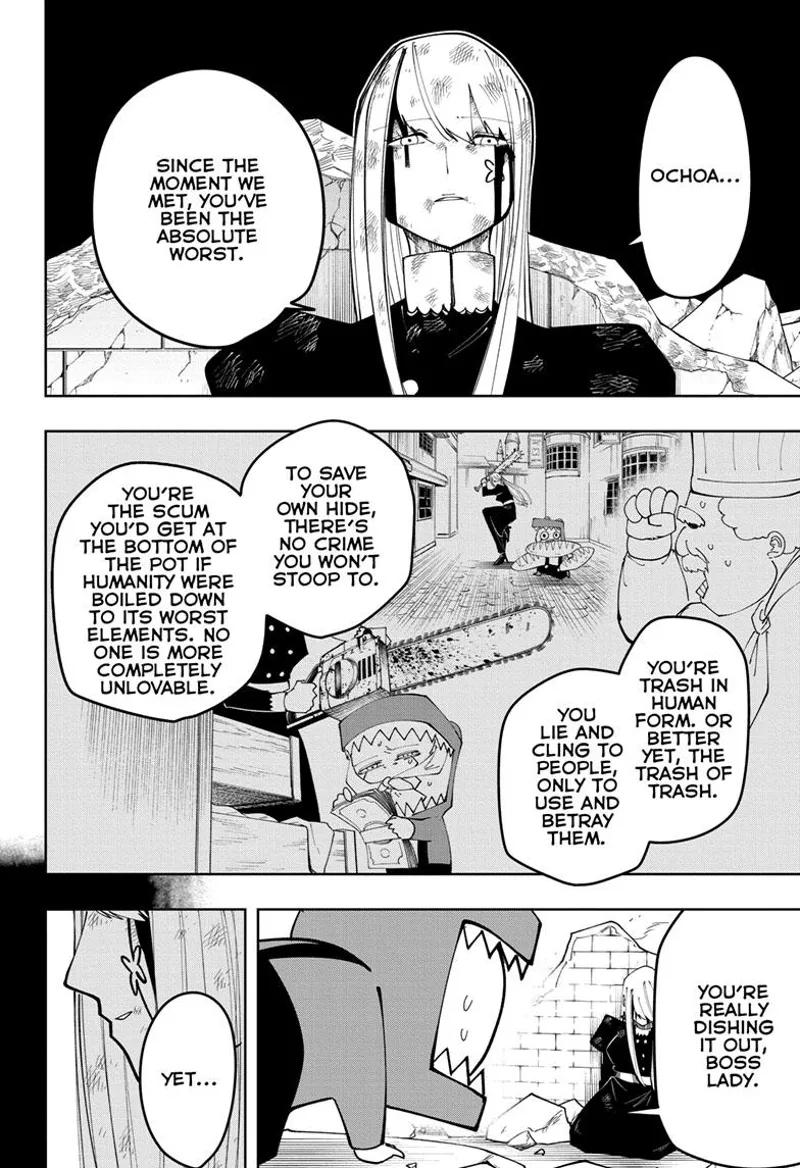 OCHOA...
SINCE THE
MOMENT WE
MET, YOU'VE
BEEN THE
ABSOLUTE
WORST.
YOU'RE
TRASH IN
HUMAN
FORM. OR
BETTER
YET, THE
TRASH OF
TRASH.
YOU
LIE AND
CLING TO
PEOPLE,
ONLY TO
USE AND
BETRAY
THEM.
TO SAVE
YOUR
OWN HIDE,
THERE'S
NO CRIME
YOU WON'T
STOOP TO.
YOU'RE
THE SCUM
YOU'D GET AT
THE BOTTOM OF
THE POT IF
HUMANITY WERE
BOILED DOWN
TO ITS WORST
ELEMENTS. NO
ONE IS MORE
COMPLETELY
UNLOVABLE.
YOU'RE
REALLY
DISHING
IT OUT,
BOSS
LADY.
YET...